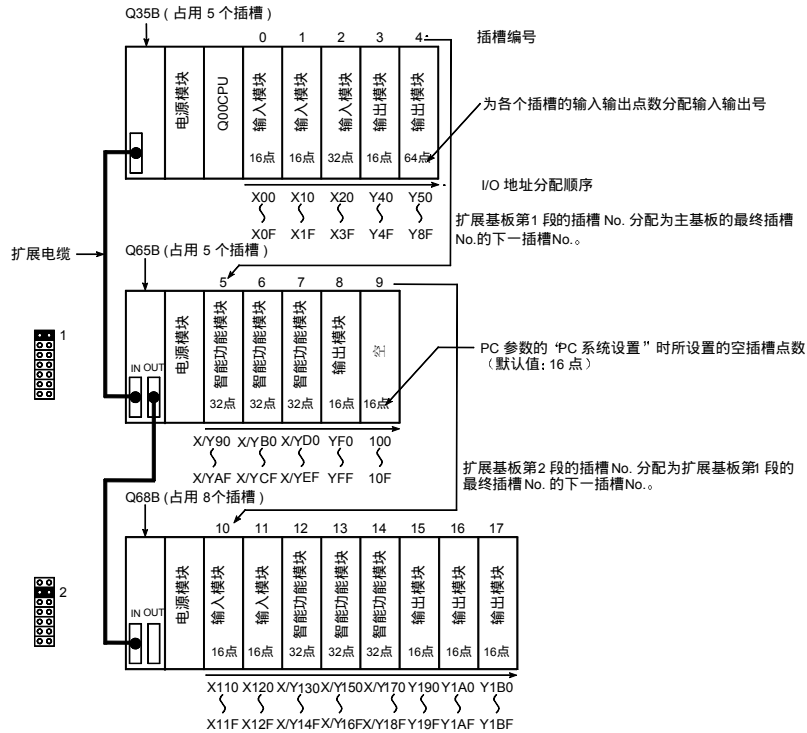 Q35B ( 占用 5 个插槽 )
0 1 2 3 4 插槽编号
电源模块
Q00CPU
输入模块 16点
输入模块 16点
输入模块 32点
输出模块 16点
输出模块 64点
为各个插槽的输入输出点数分配输入输出号
I/O 地址分配顺序
X00 X10 X20 Y40 Y50
X0F X1F X3F Y4F Y8F
扩展基板第1 段的插槽 No. 分配为主基板的最终插槽
No.的下一插槽No.。
扩展电缆
Q65B (占用 5 个插槽 )
5 6 7 8 9
1
IN OUT
电源模块
智能功能模块 32点
智能功能模块 32点
智能功能模块 32点
输出模块 16点
空 16点
PC 参数的 “PC 系统设置 ” 时所设置的空插槽点数
(默认值: 16 点)
X/Y90 X/YB0 X/YD0 YF0 100
X/YAF X/YCF X/YEF YFF 10F
扩展基板第2 段的插槽 No. 分配为扩展基板第1 段的
最终插槽 No. 的下一插槽No.。
Q68B (占用 8个插槽 )
10 11 12 13 14 15 16 17
2
IN OUT
电源模块
输入模块 16点
输入模块 16点
智能功能模块 32点
智能功能模块 32点
智能功能模块 32点
输出模块 16点
输出模块 16点
输出模块 16点
X110 X120 X/Y130 X/Y150 X/Y170 Y190 Y1A0 Y1B0
X11F X12F X/Y14F X/Y16F X/Y18F Y19F Y1AF Y1BF